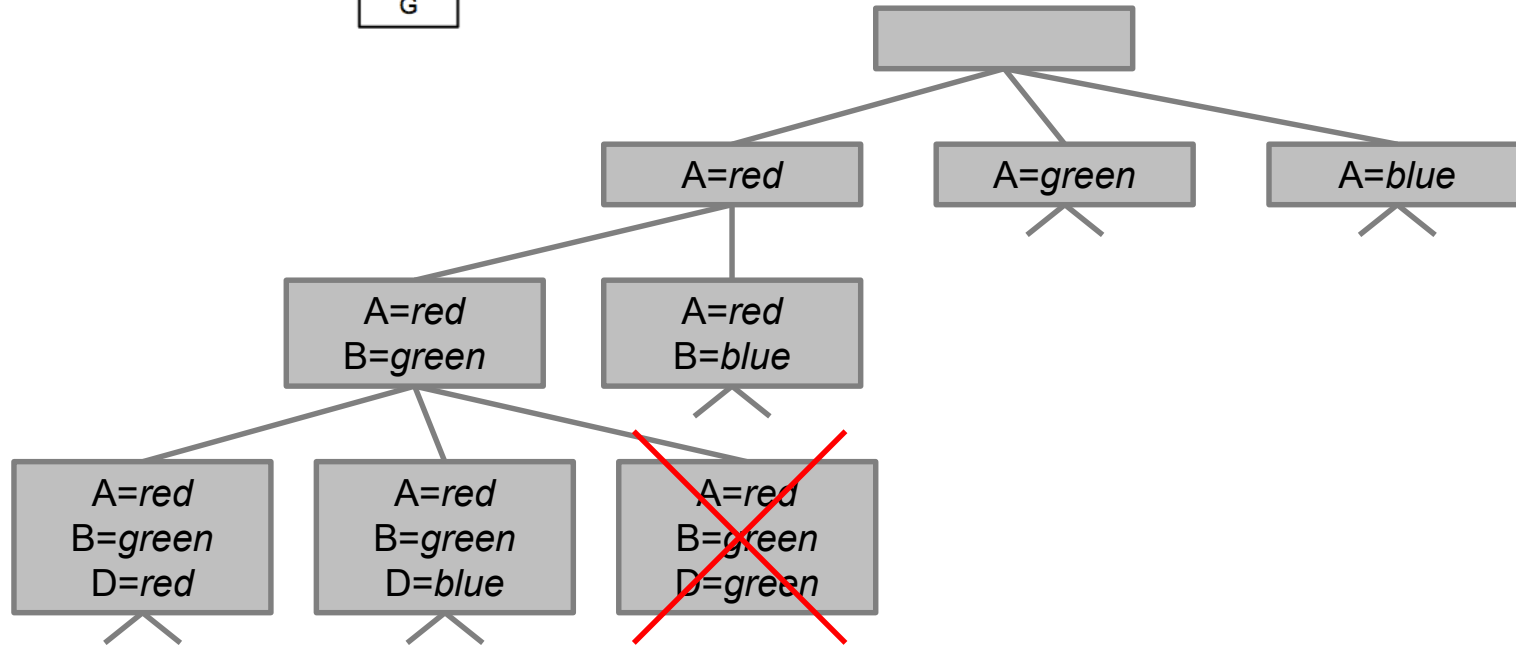 G
A=red
A=green
A=blue
A=red
B=green
A=red
B=blue
A=red
B=green
D=red
A=red
B=green
D=blue
A=red
B=green
D=green